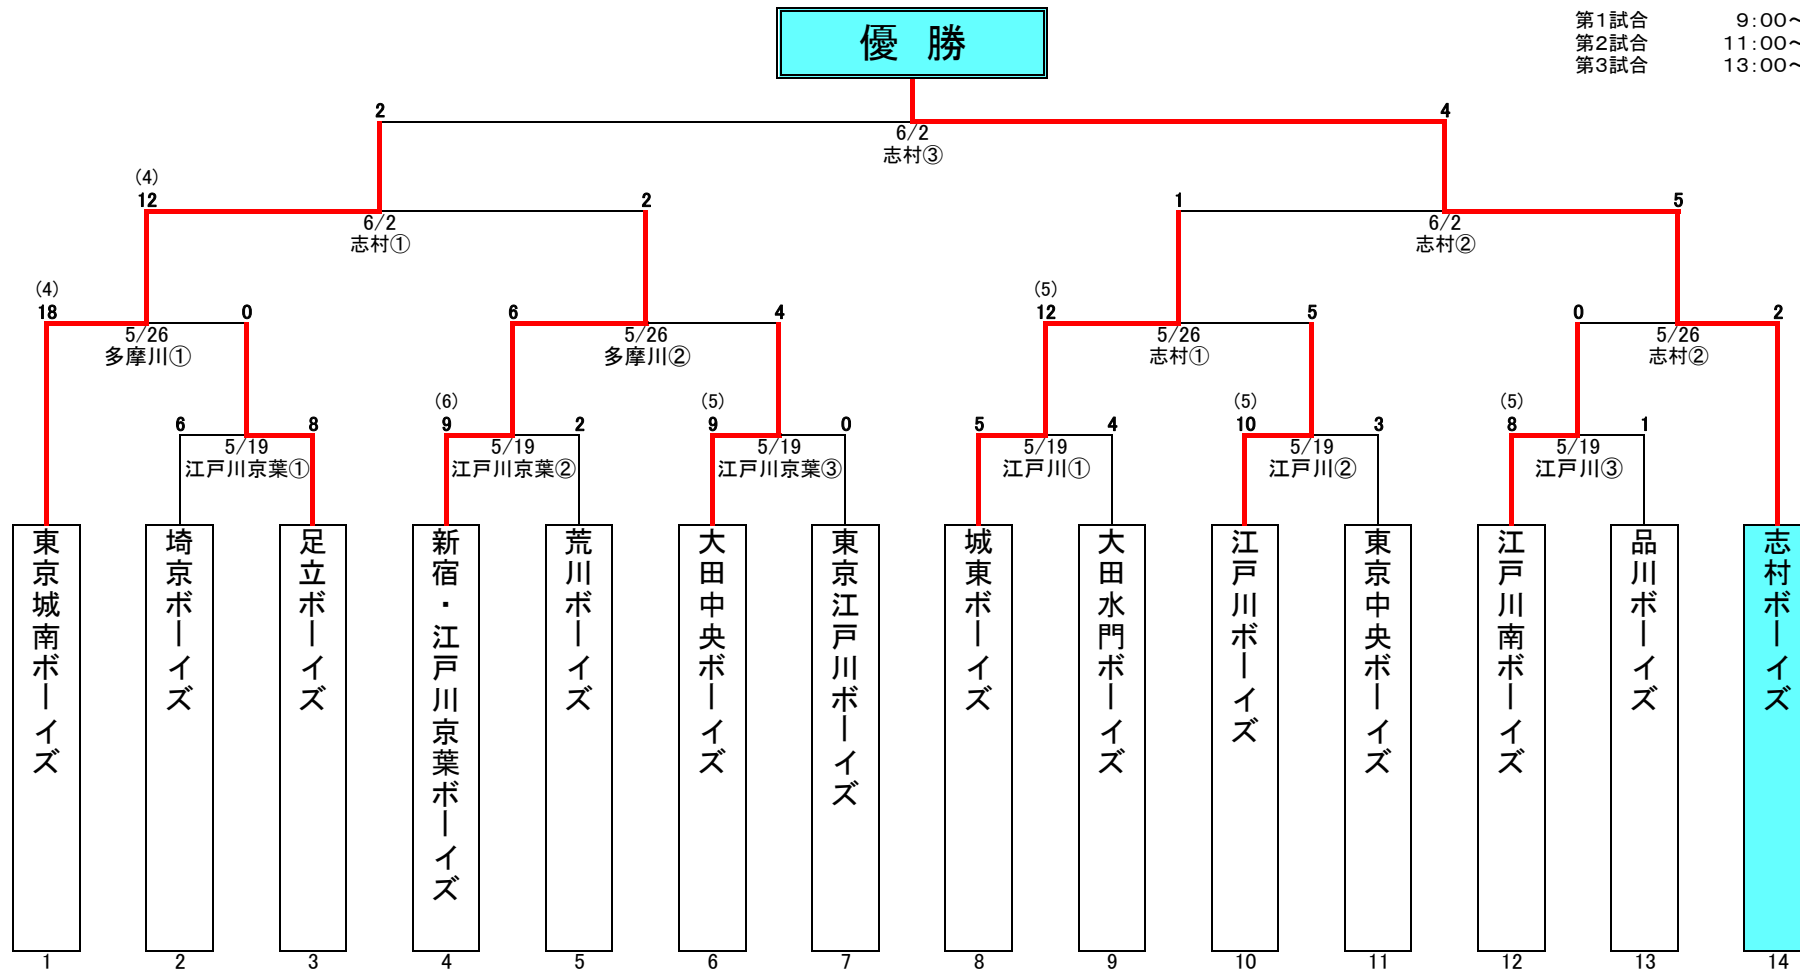 優 勝
第1試合 9:00~
第2試合 11:00~
第3試合 13:00~
2 4
6/2
志村③
(4)
12 2 1 5
6/2 6/2
志村① 志村②
(4) (5)
18 0 6 4 12 5 0 2
5/26 5/26 5/26 5/26
多摩川① 多摩川② 志村① 志村②
(6) (5) (5) (5)
6 8 9 2 9 0 5 4 10 3 8 1
5/19 5/19 5/19 5/19 5/19 5/19
江戸川京葉① 江戸川京葉② 江戸川京葉③ 江戸川① 江戸川② 江戸川③
東京城南ボーイズ
埼京ボーイズ
足立ボーイズ
新宿・江戸川京葉ボーイズ
荒川ボーイズ
大田中央ボーイズ
東京江戸川ボーイズ
城東ボーイズ
大田水門ボーイズ
江戸川ボーイズ
東京中央ボーイズ
江戸川南ボーイズ
品川ボーイズ
志村ボーイズ
1 2 3 4 5 6 7 8 9 10 11 12 13 14